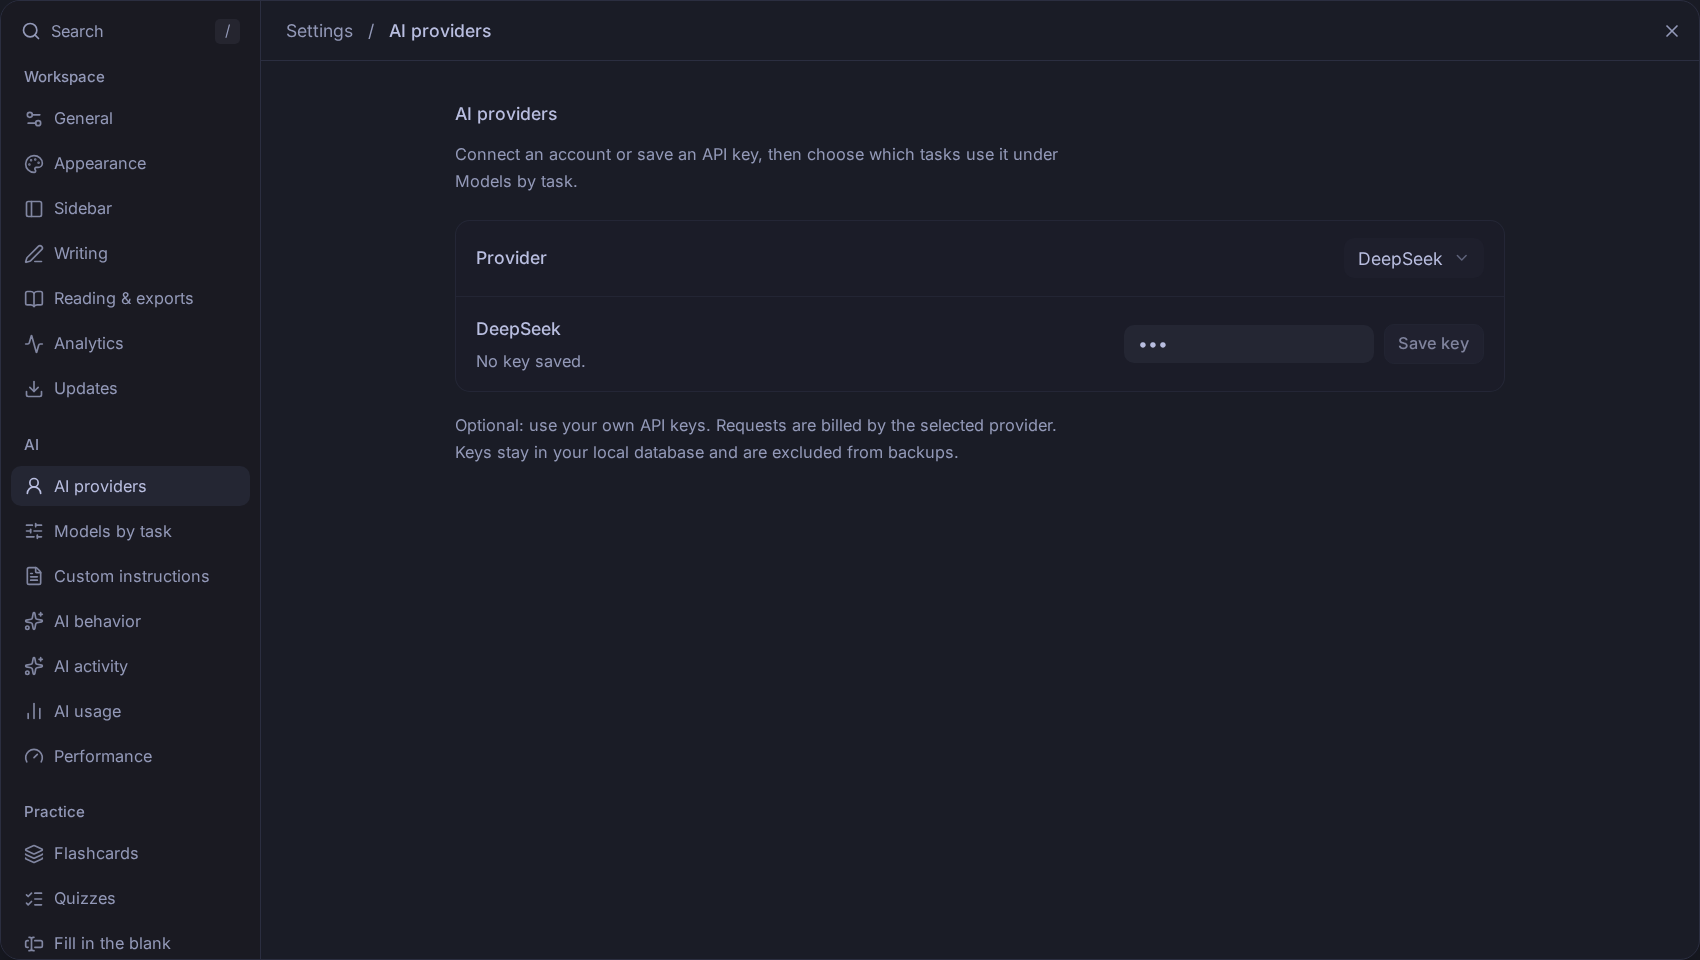 Search /
Workspace
General
Appearance
Sidebar
Writing
Reading & exports
Analytics
Updates
AI
AI providers
Models by task
Custom instructions
AI behavior
AI activity
AI usage
Performance
Practice
Flashcards
Quizzes
Fill in the blank
Settings / AI providers
AI providers
Connect an account or save an API key, then choose which tasks use it under
Models by task.
Provider DeepSeek
DeepSeek
No key saved.
••• Save key
Optional: use your own API keys. Requests are billed by the selected provider.
Keys stay in your local database and are excluded from backups.